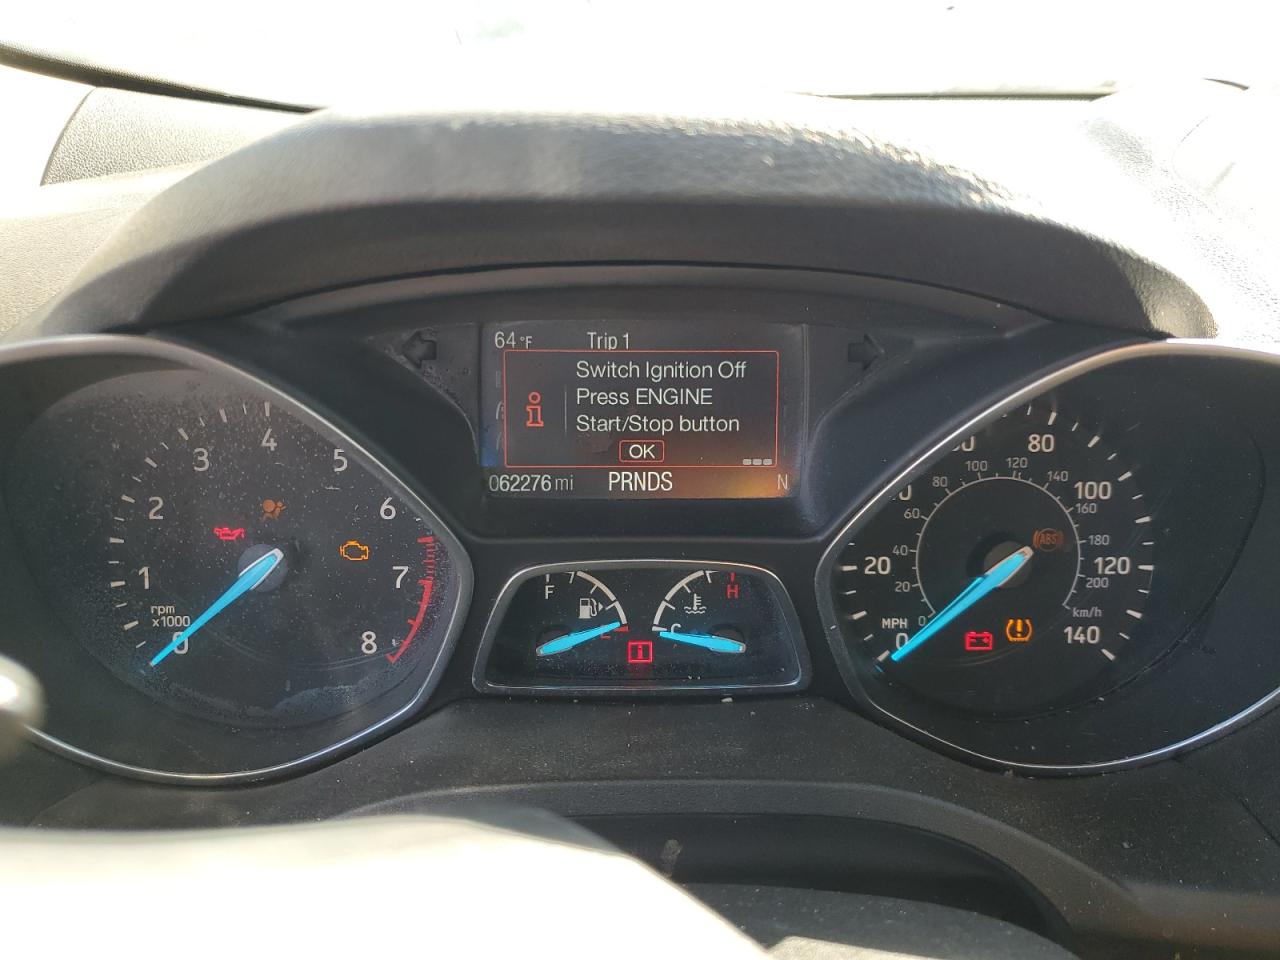 64°F Trip 1
Switch Ignition Off
Press ENGINE
Start/Stop button
OK
062276 mi PRNDS N
0
1
2
3
4
5
6
7
8
rpm
x1000
F
H
C
MPH
0
20
80
100
120
140
0
20
40
60
80
100
120
140
160
180
200
km/h
ABS